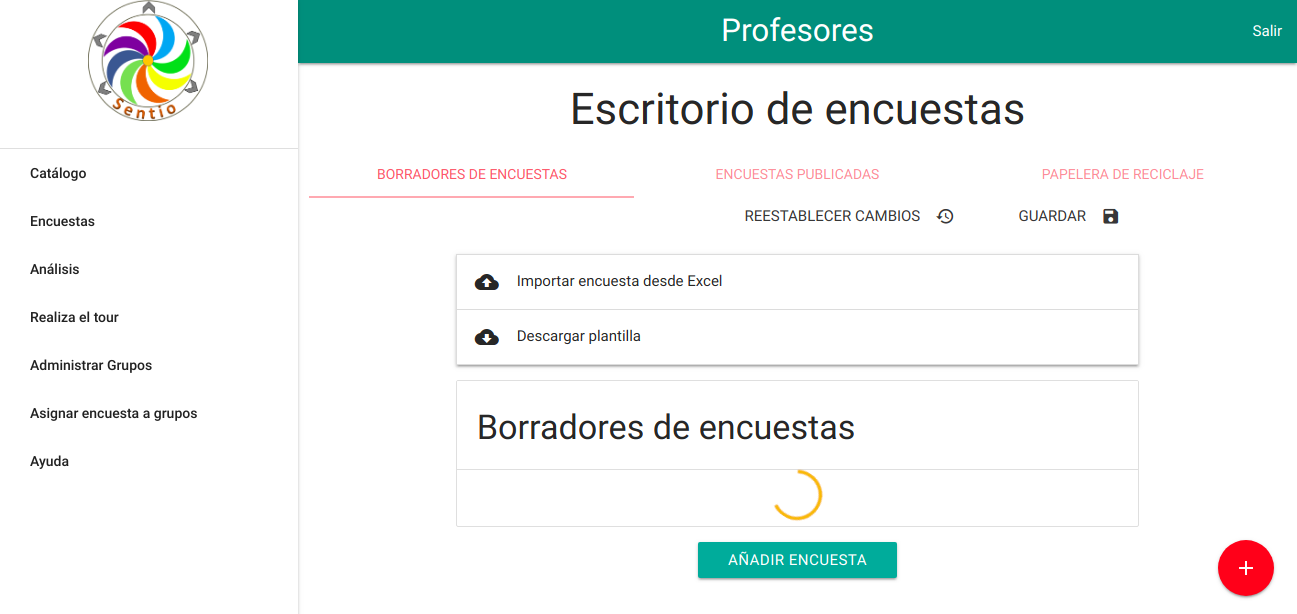 Sentio
Profesores
Salir
Catálogo
Encuestas
Análisis
Realiza el tour
Administrar Grupos
Asignar encuesta a grupos
Ayuda
Escritorio de encuestas
BORRADORES DE ENCUESTAS
ENCUESTAS PUBLICADAS
PAPELERA DE RECICLAJE
REESTABLECER CAMBIOS
GUARDAR
Importar encuesta desde Excel
Descargar plantilla
Borradores de encuestas
AÑADIR ENCUESTA